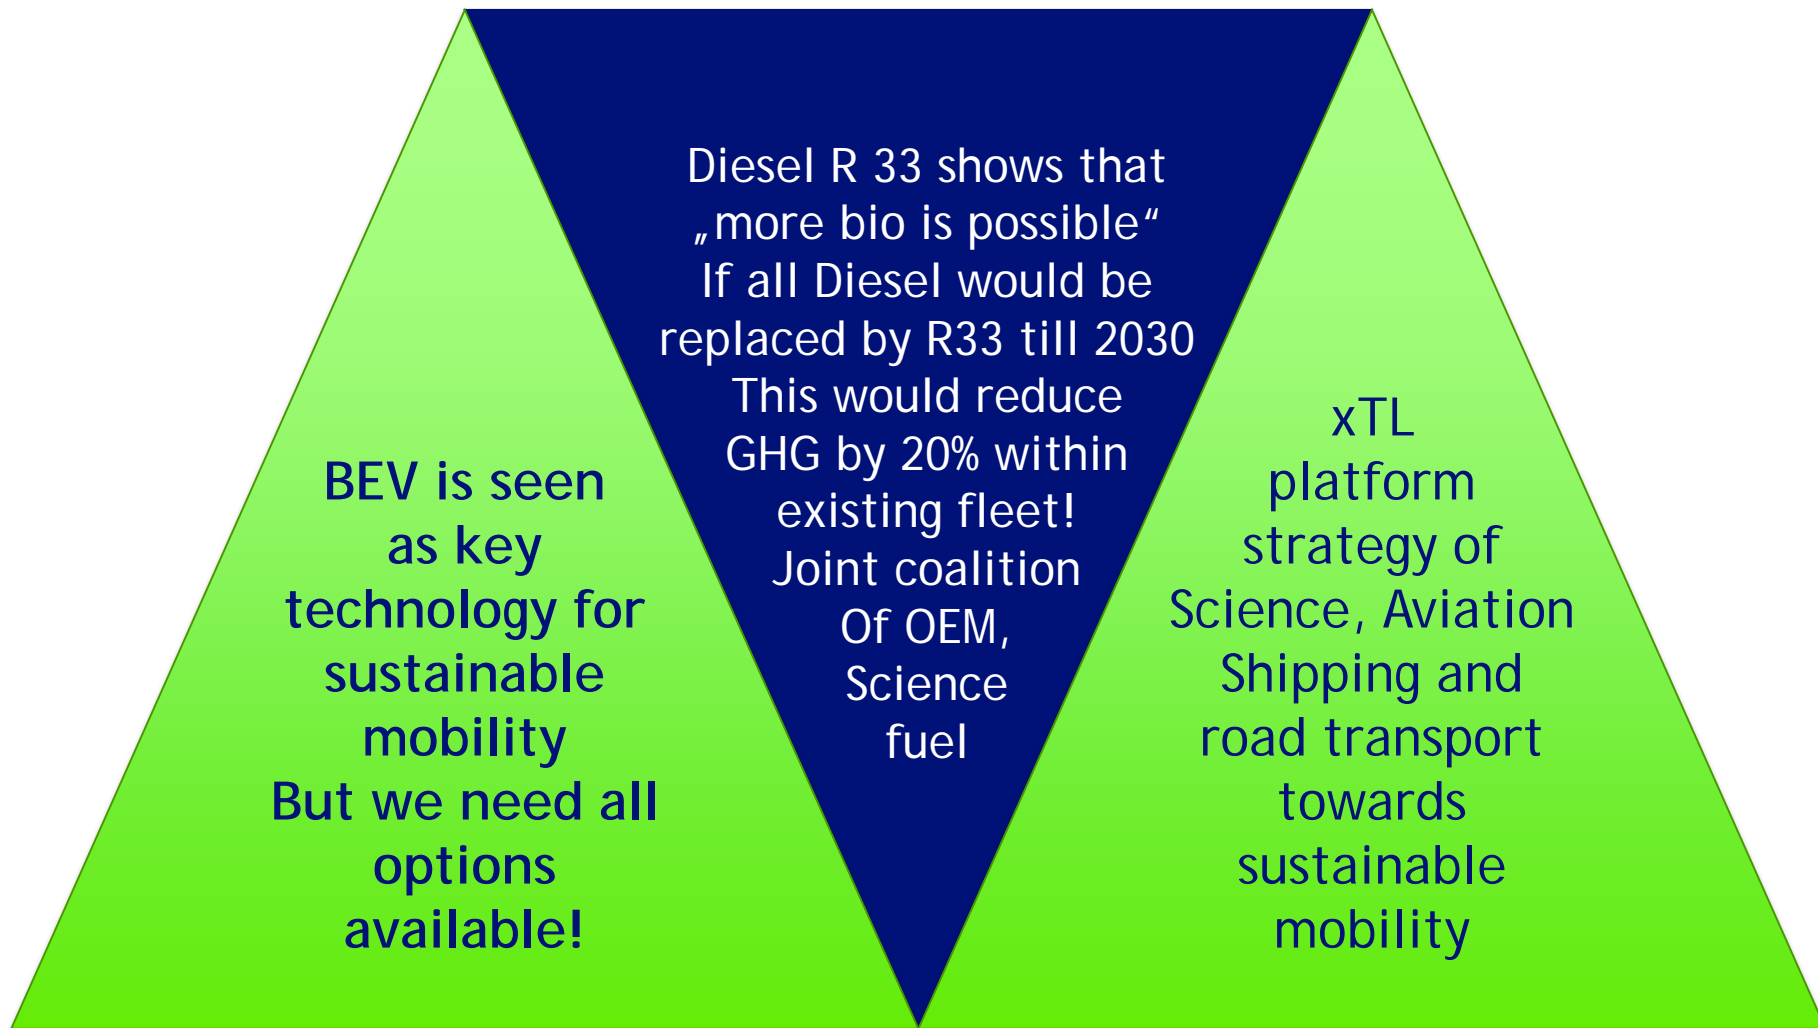 BEV is seen
as key
technology for
sustainable
mobility
But we need all
options
available!
Diesel R 33 shows that
„more bio is possible“
If all Diesel would be
replaced by R33 till 2030
This would reduce
GHG by 20% within
existing fleet!
Joint coalition
Of OEM,
Science
fuel
xTL
platform
strategy of
Science, Aviation
Shipping and
road transport
towards
sustainable
mobility